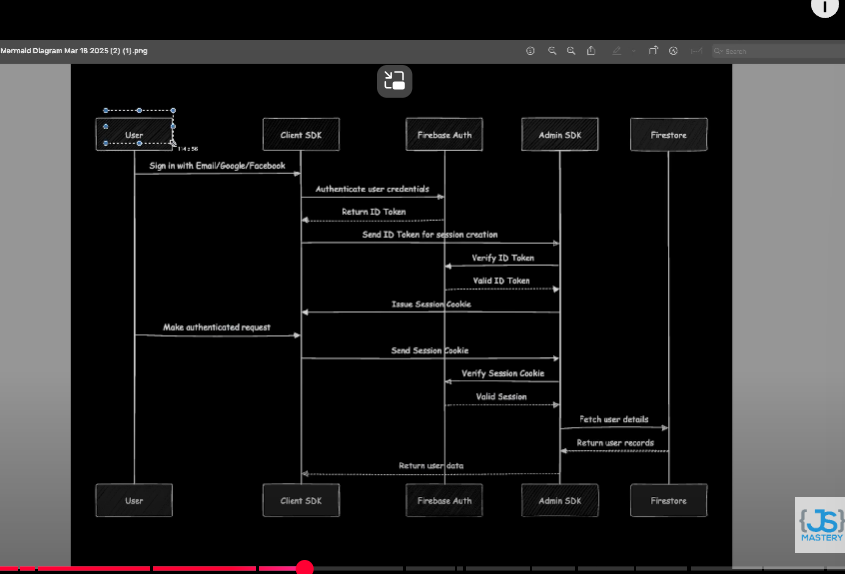 Mermaid Diagram Mar 18 2025 (2) (1).png
Search
User
Client SDK
Firebase Auth
Admin SDK
Firestore
Sign in with Email/Google/Facebook
Authenticate user credentials
Return ID Token
Send ID Token for session creation
Verify ID Token
Valid ID Token
Issue Session Cookie
Make authenticated request
Send Session Cookie
Verify Session Cookie
Valid Session
Fetch user details
Return user records
Return user data
User
Client SDK
Firebase Auth
Admin SDK
Firestore
{JS}
MASTERY